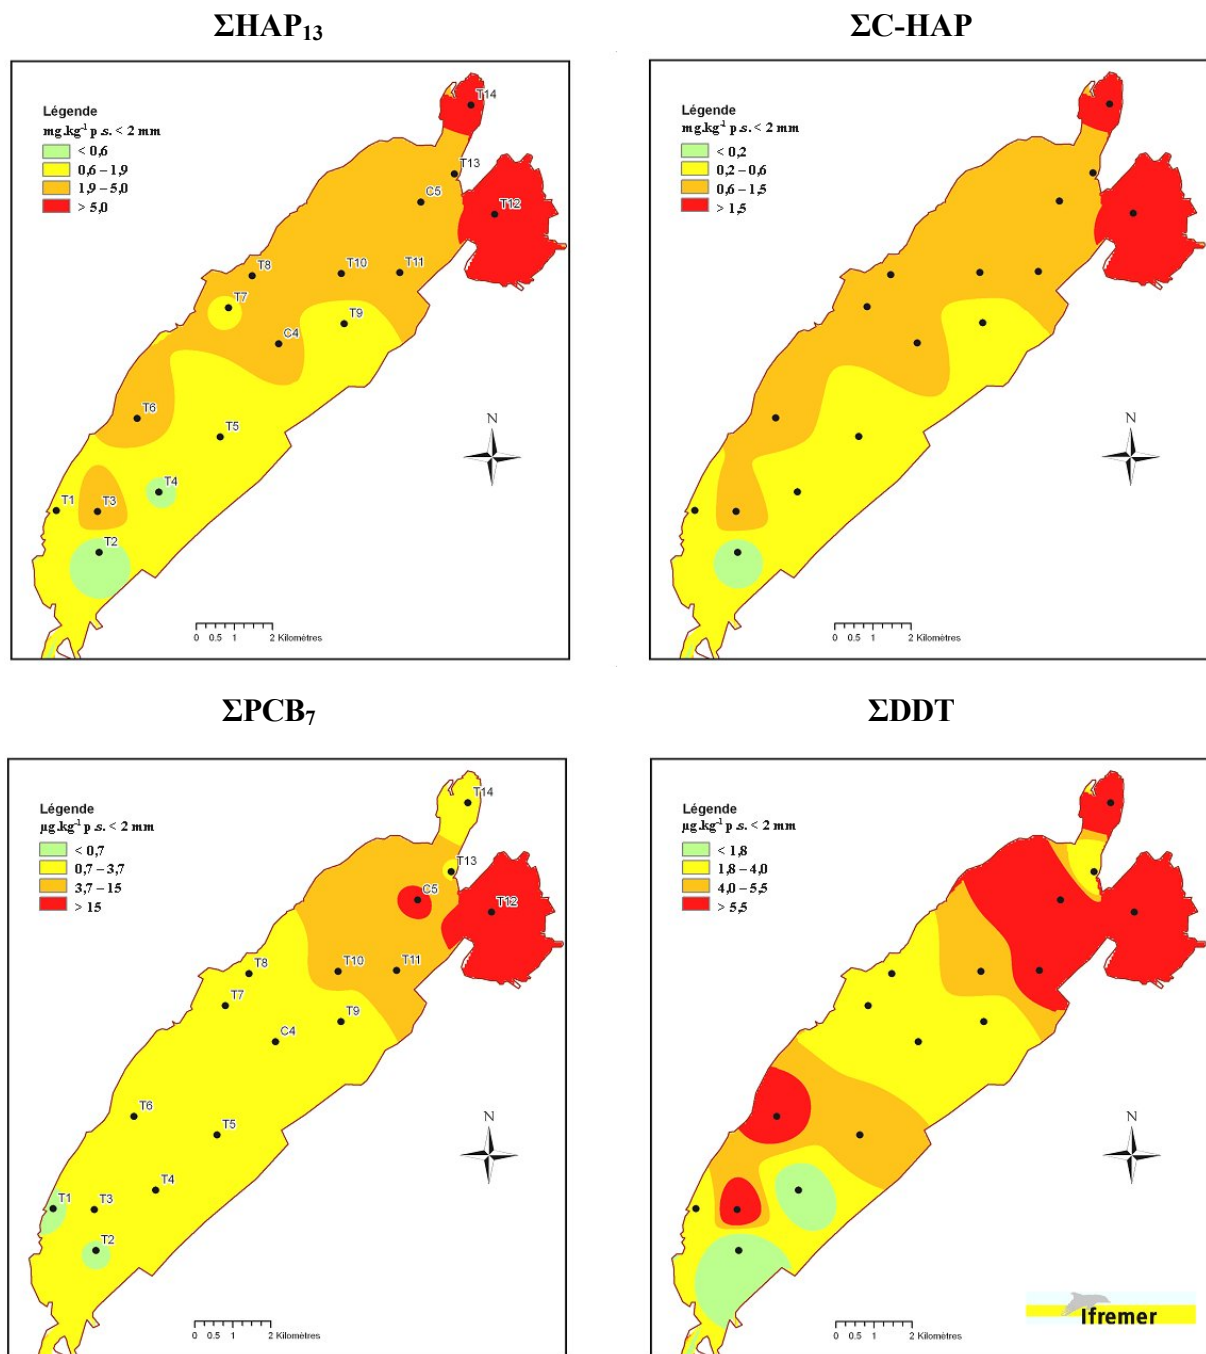 ΣHAP₁₃
Légende
mg.kg⁻¹ p.s. < 2 mm
< 0,6
0,6 – 1,9
1,9 – 5,0
> 5,0
T14
T13
C5
T12
T8
T10
T11
T7
T9
C4
T6
T5
T4
T1
T3
T2
N
0 0.5 1 2 Kilomètres
ΣC-HAP
Légende
mg.kg⁻¹ p.s. < 2 mm
< 0,2
0,2 – 0,6
0,6 – 1,5
> 1,5
N
0 0.5 1 2 Kilomètres
ΣPCB₇
Légende
µg.kg⁻¹ p.s. < 2 mm
< 0,7
0,7 – 3,7
3,7 – 15
> 15
T14
T13
C5
T12
T8
T10
T11
T7
T9
C4
T6
T5
T4
T1
T3
T2
N
0 0.5 1 2 Kilomètres
ΣDDT
Légende
µg.kg⁻¹ p.s. < 2 mm
< 1,8
1,8 – 4,0
4,0 – 5,5
> 5,5
N
0 0.5 1 2 Kilomètres
Ifremer